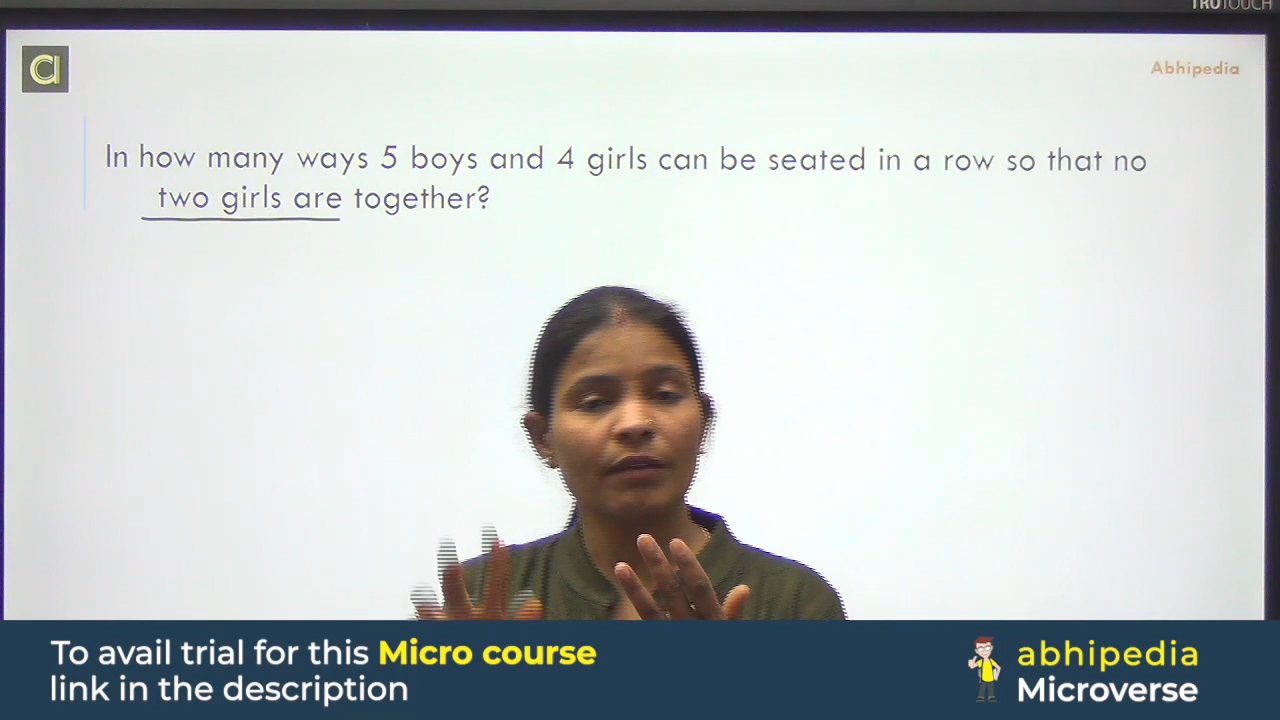 TRUTOUCH
Abhipedia
In how many ways 5 boys and 4 girls can be seated in a row so that no
two girls are together?
To avail trial for this Micro course
link in the description
abhipedia
Microverse